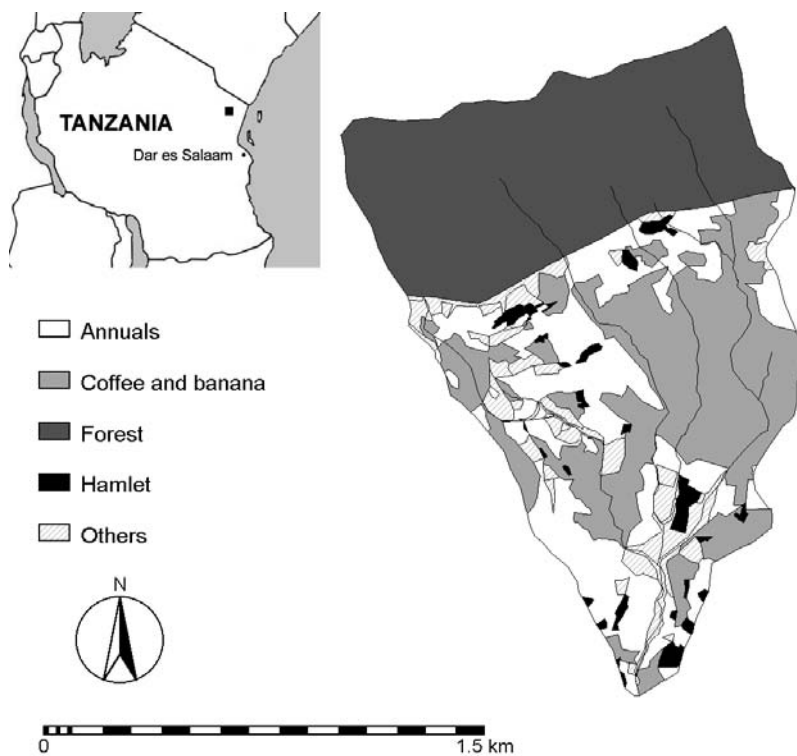 TANZANIA
Dar es Salaam
Annuals
Coffee and banana
Forest
Hamlet
Others
N
0
1.5 km